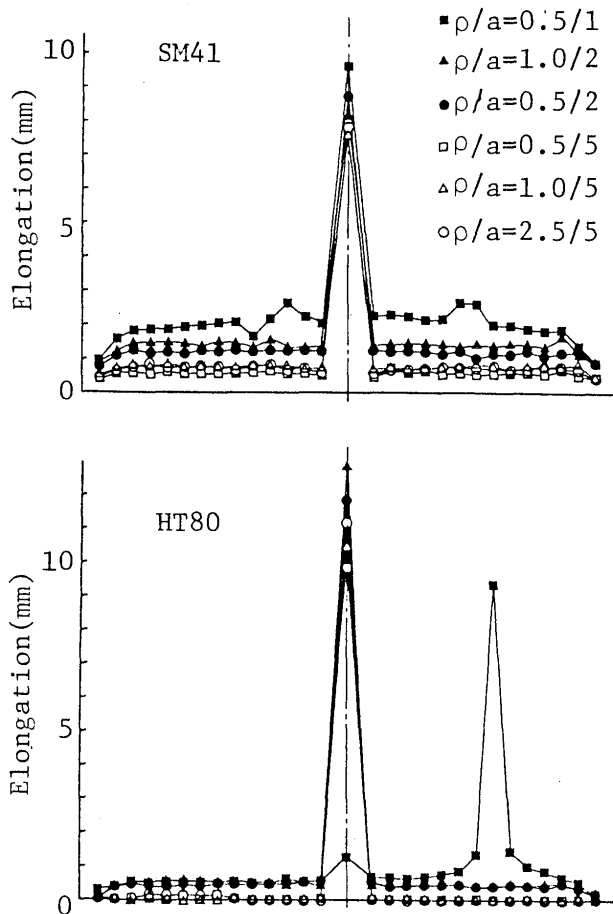 SM41
■ρ/a=0.5/1
▲ρ/a=1.0/2
●ρ/a=0.5/2
□ρ/a=0.5/5
△ρ/a=1.0/5
○ρ/a=2.5/5
Elongation(mm)
10
5
0
HT80
Elongation(mm)
10
5
0